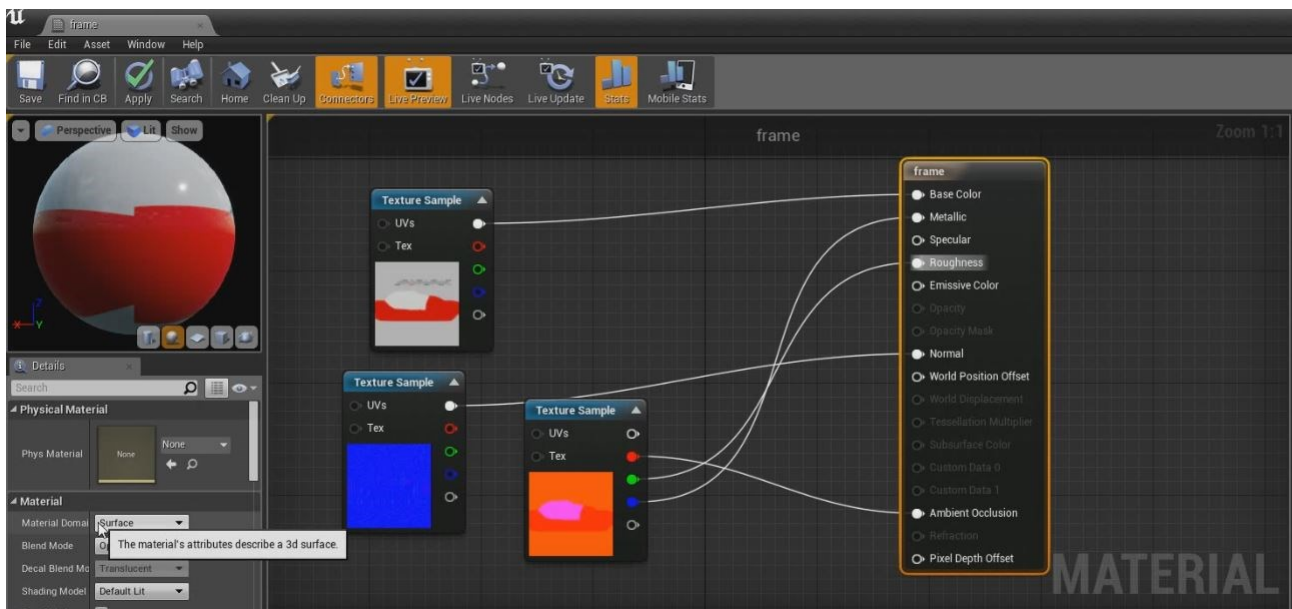 frame
File Edit Asset Window Help
Save Find in CB Apply Search Home Clean Up Connectors Live Preview Live Nodes Live Update Stats Mobile Stats
Perspective Lit Show
frame
Zoom 1:1
Texture Sample
UVs
Tex
Texture Sample
UVs
Tex
Texture Sample
UVs
Tex
frame
Base Color
Metallic
Specular
Roughness
Emissive Color
Opacity
Opacity Mask
Normal
World Position Offset
World Displacement
Tessellation Multiplier
Subsurface Color
Custom Data 0
Custom Data 1
Ambient Occlusion
Refraction
Pixel Depth Offset
MATERIAL
Z
X Y
Details
Search
Physical Material
Phys Material None None
Material
Material Domai Surface
The material's attributes describe a 3d surface.
Blend Mode
Decal Blend Mo Translucent
Shading Model Default Lit